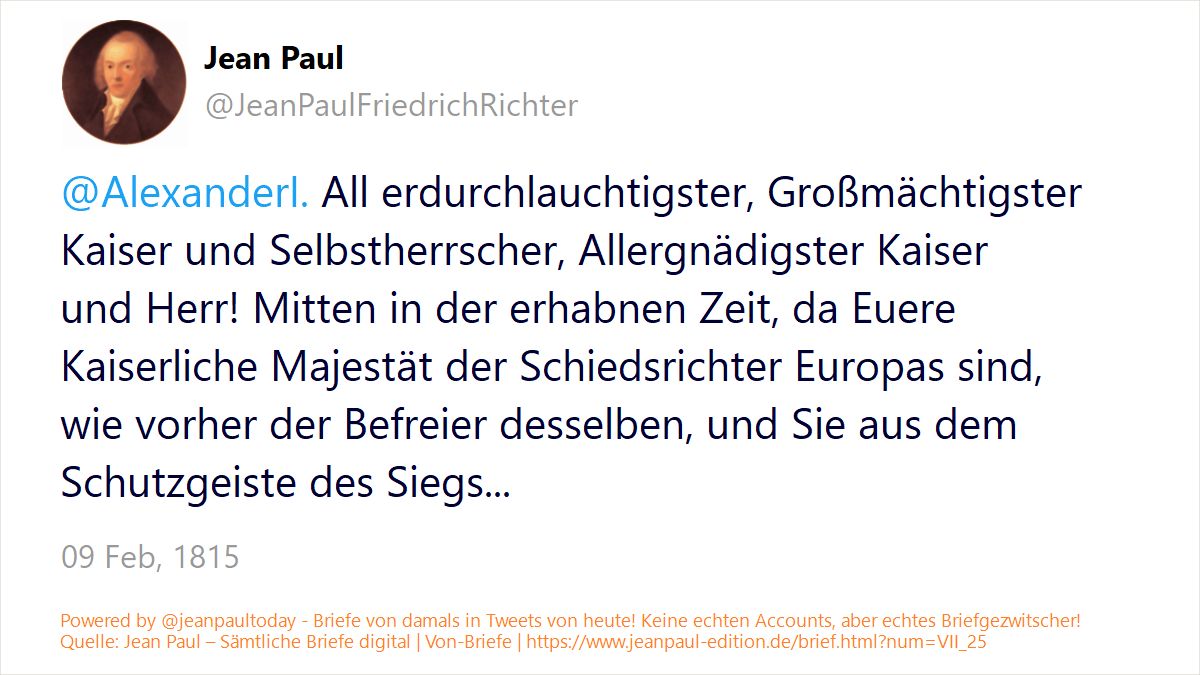 Jean Paul
@JeanPaulFriedrichRichter
@AlexanderI. All erdurchlauchtigster, Großmächtigster
Kaiser und Selbstherrscher, Allergnädigster Kaiser
und Herr! Mitten in der erhabnen Zeit, da Euere
Kaiserliche Majestät der Schiedsrichter Europas sind,
wie vorher der Befreier desselben, und Sie aus dem
Schutzgeiste des Siegs...
09 Feb, 1815
Powered by @jeanpaultoday - Briefe von damals in Tweets von heute! Keine echten Accounts, aber echtes Briefgezwitscher!
Quelle: Jean Paul – Sämtliche Briefe digital | Von-Briefe | https://www.jeanpaul-edition.de/brief.html?num=VII_25